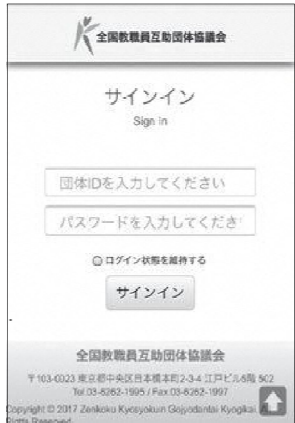 全国教職員互助団体協議会
サインイン
Sign in
団体IDを入力してください
パスワードを入力してくださ
ログイン状態を維持する
サインイン
全国教職員互助団体協議会
〒103-0023 東京都中央区日本橋本町2-3-4 江戸ビル6階 602
Tel.03-6262-1995 / Fax.03-6262-1997
Copyright © 2017 Zenkoku Kyosyokuin Gojyodantai Kyogikai. All
Rights Reserved.